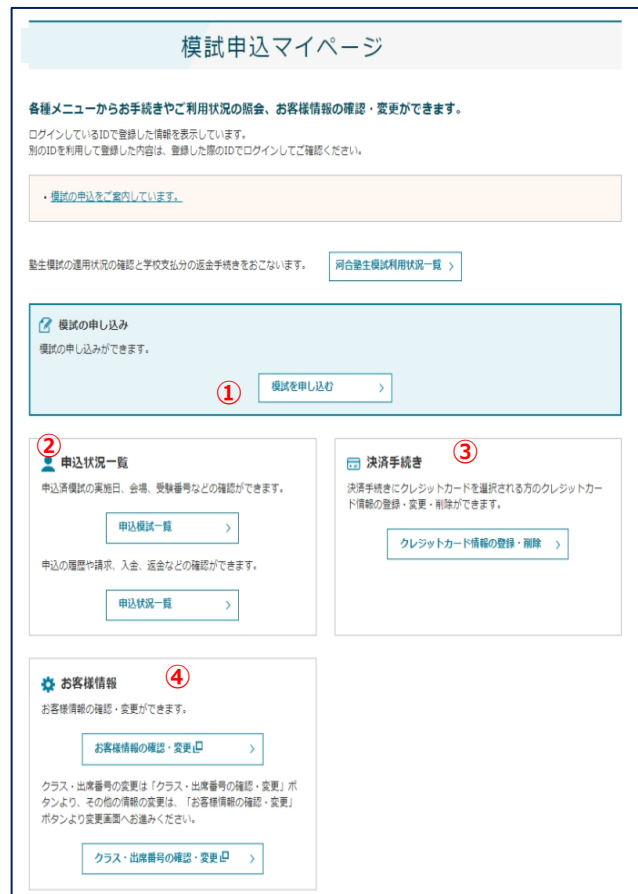 模試申込マイページ
各種メニューからお手続きやご利用状況の照会、お客様情報の確認・変更ができます。
ログインしているIDで登録した情報を表示しています。
別のIDを利用して登録した内容は、登録した際のIDでログインしてご確認ください。
・模試の申込をご案内しています。
塾生模試の適用状況の確認と学校支払分の返金手続きをおこないます。
河合塾生模試利用状況一覧 >
模試の申し込み
模試の申し込みができます。
① 模試を申し込む >
②
申込状況一覧
申込済模試の実施日、会場、受験番号などの確認ができます。
申込模試一覧 >
申込の履歴や請求、入金、返金などの確認ができます。
申込状況一覧 >
③
決済手続き
決済手続きにクレジットカードを選択される方のクレジットカー
ド情報の登録・変更・削除ができます。
クレジットカード情報の登録・削除 >
④
お客様情報
お客様情報の確認・変更ができます。
お客様情報の確認・変更 >
クラス・出席番号の変更は「クラス・出席番号の確認・変更」ボ
タンより、その他の情報の変更は、「お客様情報の確認・変更」
ボタンより変更画面へお進みください。
クラス・出席番号の確認・変更 >